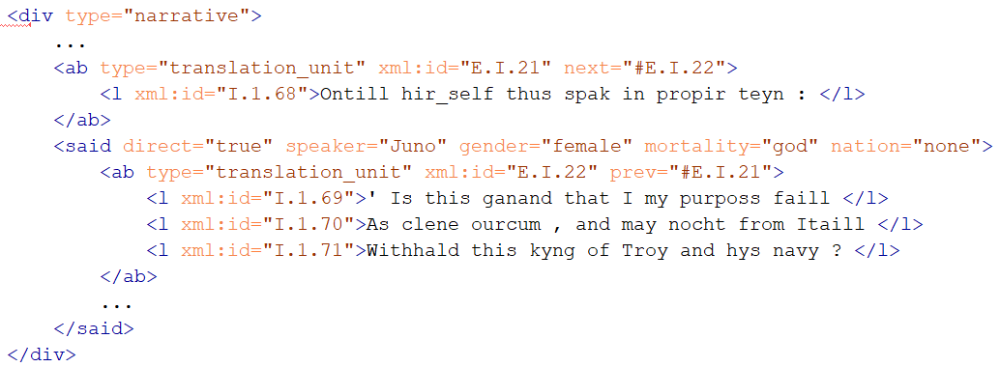 <div type="narrative">
...
<ab type="translation_unit" xml:id="E.I.21" next="#E.I.22">
<l xml:id="I.1.68">Ontill hir_self thus spak in propir teyn : </l>
</ab>
<said direct="true" speaker="Juno" gender="female" mortality="god" nation="none">
<ab type="translation_unit" xml:id="E.I.22" prev="#E.I.21">
<l xml:id="I.1.69">' Is this ganand that I my purposs faill </l>
<l xml:id="I.1.70">As clene ourcum , and may nocht from Itaill </l>
<l xml:id="I.1.71">Withhald this kyng of Troy and hys navy ? </l>
</ab>
...
</said>
</div>